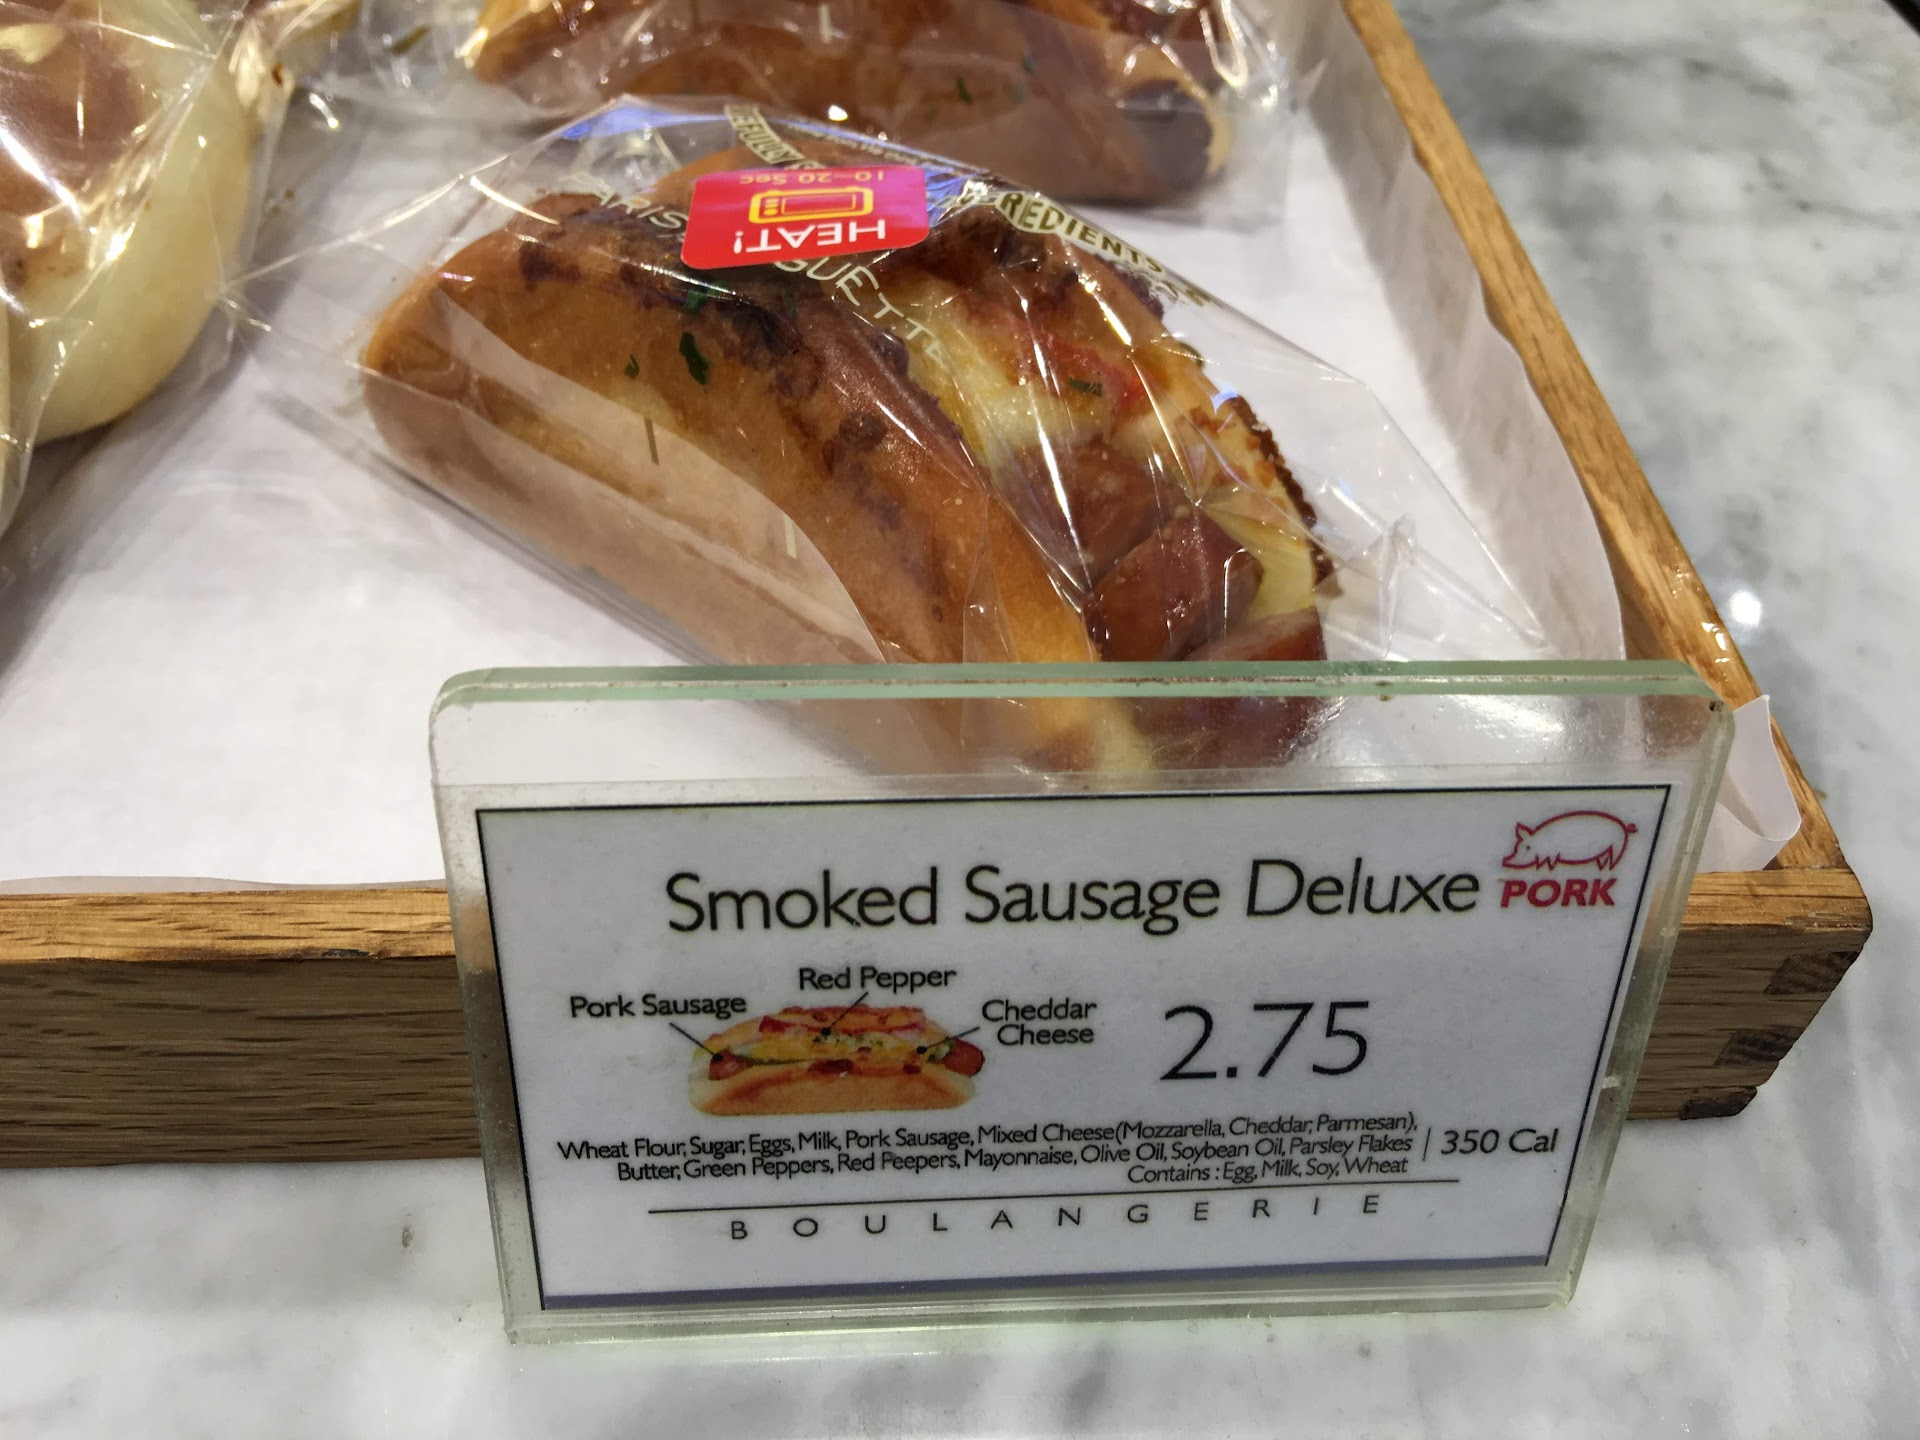 INGREDIENTS
HEAT!
10~20 Sec
Smoked Sausage Deluxe
PORK
Red Pepper
Pork Sausage
Cheddar
Cheese
2.75
Wheat Flour, Sugar, Eggs, Milk, Pork Sausage, Mixed Cheese(Mozzarella, Cheddar, Parmesan),
Butter, Green Peppers, Red Peepers, Mayonnaise, Olive Oil, Soybean Oil, Parsley Flakes
Contains : Egg, Milk, Soy, Wheat
350 Cal
BOULANGERIE